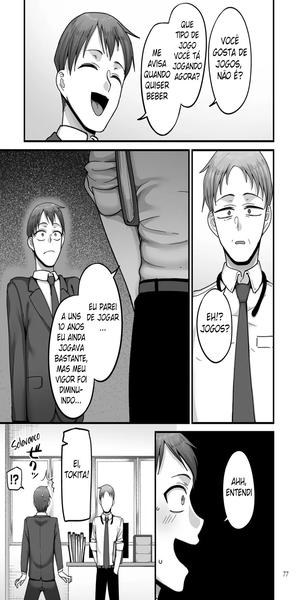 VOCÊ
GOSTA
DE
JOGOS,
NÃO É?
QUE
TIPO DE
JOGO
VOCÊ TÁ
JOGANDO
AGORA?
ME
AVISA
QUANDO
QUISER
BEBER
EH!?
JOGOS?
EU PAREI
DE JOGAR
...
A UNS
10 ANOS
EU AINDA
JOGAVA
BASTANTE,
MAS MEU
VIGOR FOI
DIMINU-
INDO...
AHH,
ENTENDI
EI,
TOKITA!
!?
77